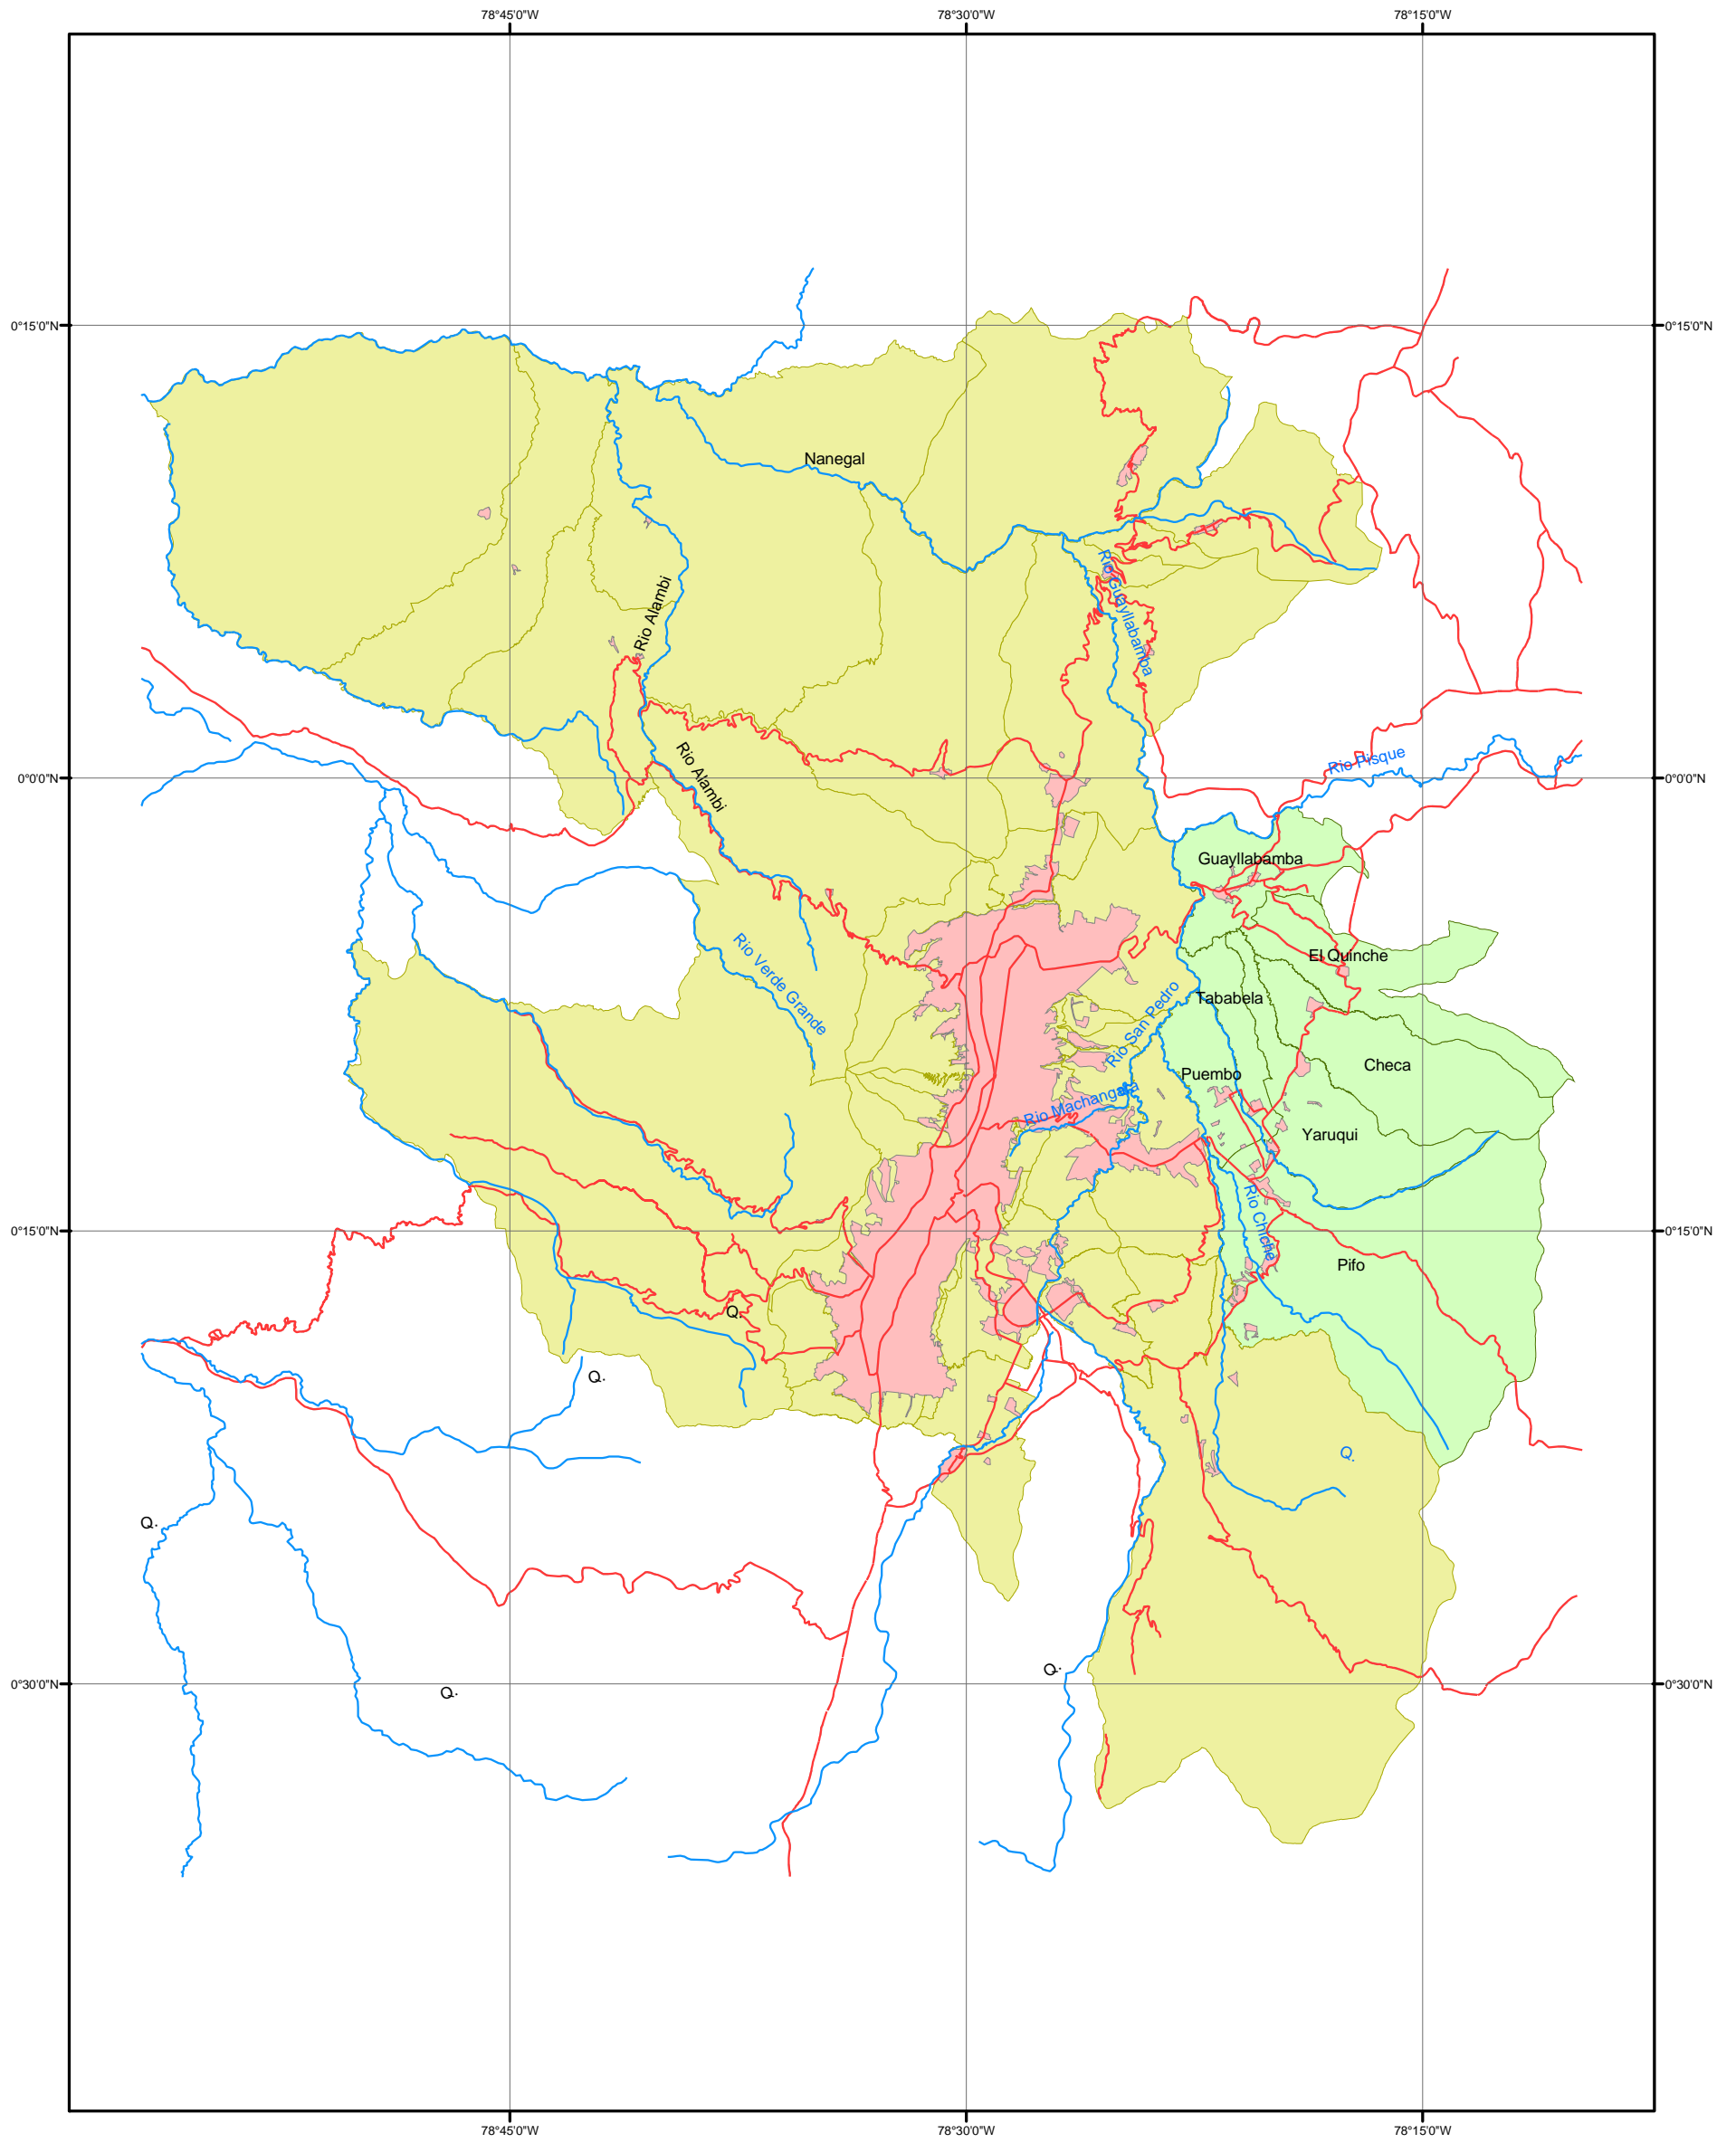 78°45'0"W
78°30'0"W
78°15'0"W
0°15'0"N
0°15'0"N
Nanegal
Rio Alambi
Rio Guayllabamba
Rio Alambi
Rio Pisque
0°0'0"N
0°0'0"N
Guayllabamba
Rio Verde Grande
El Quinche
Tababela
Rio San Pedro
Checa
Puembo
Rio Machangara
Yaruqui
Rio Chiche
0°15'0"N
0°15'0"N
Pifo
Q.
Q.
Q.
Q.
Q.
Q.
0°30'0"N
0°30'0"N
78°45'0"W
78°30'0"W
78°15'0"W